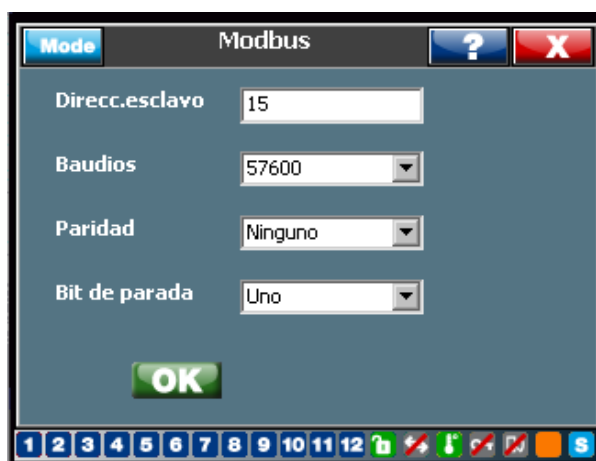 Mode Modbus ? X
Direcc.esclavo 15
Baudios 57600
Paridad Ninguno
Bit de parada Uno
OK
1 2 3 4 5 6 7 8 9 10 11 12 S